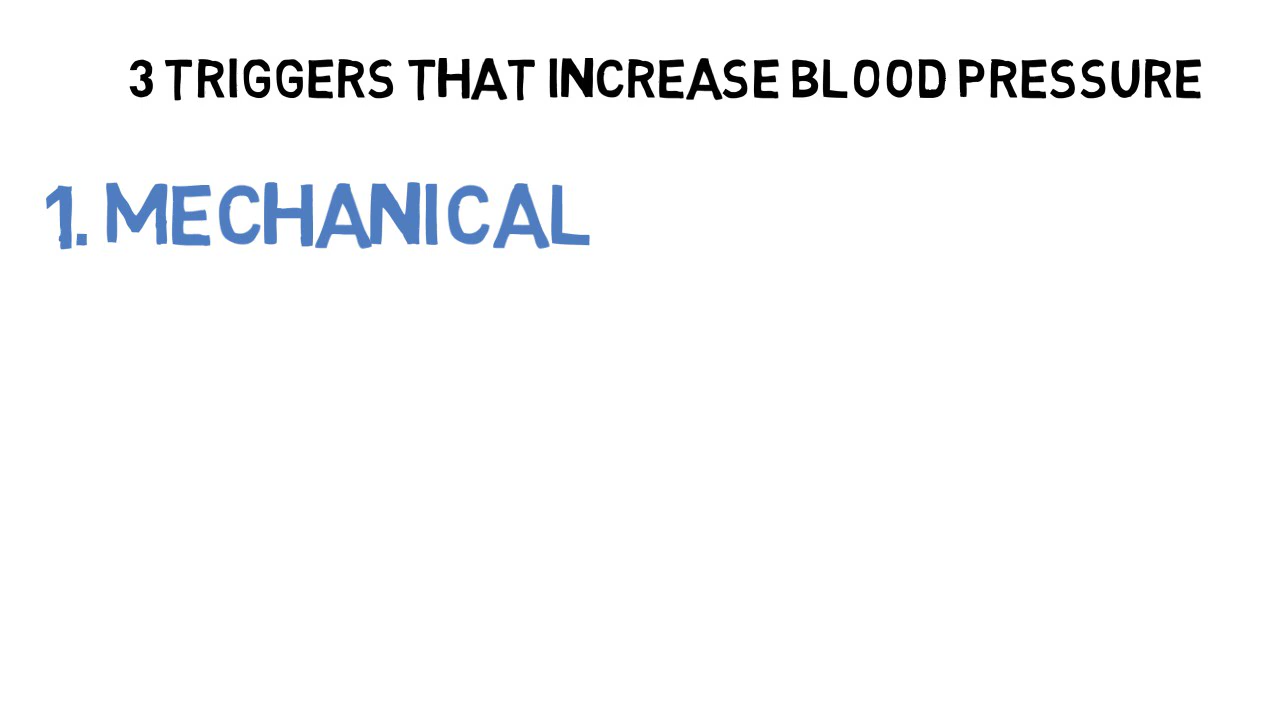 3 TRIGGERS THAT INCREASE BLOOD PRESSURE
1. MECHANICAL